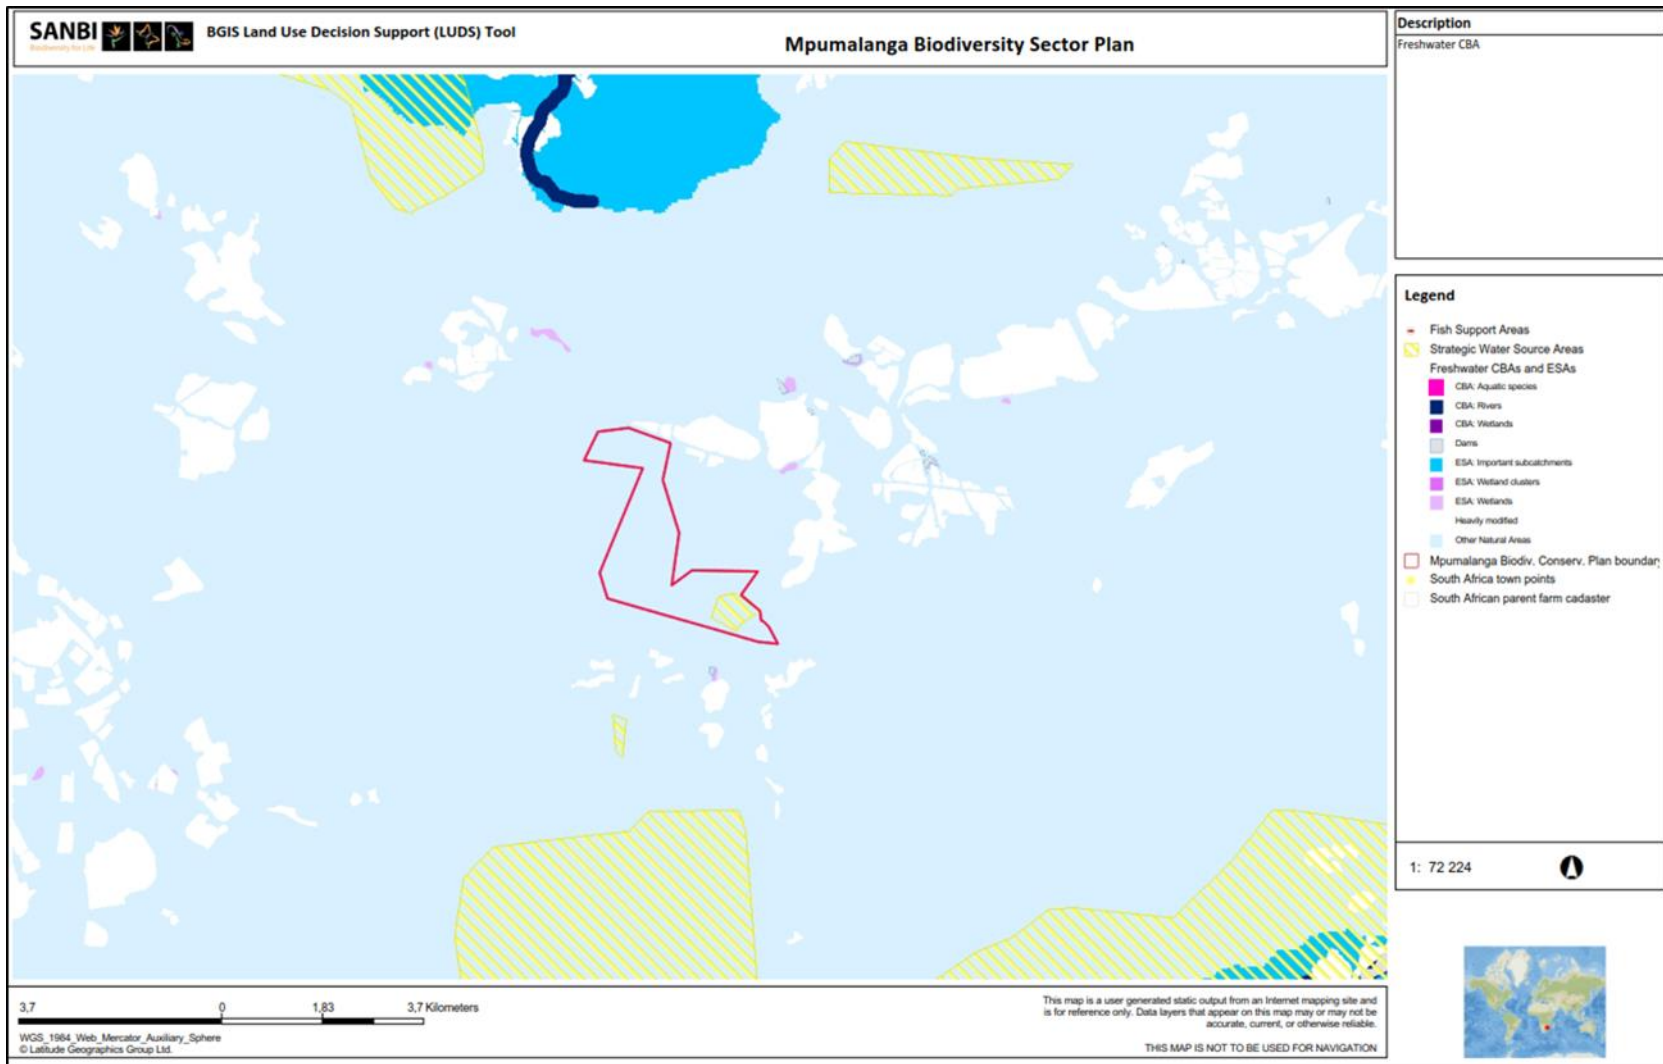 SANBI
Biodiversity for Life
BGIS Land Use Decision Support (LUDS) Tool
Mpumalanga Biodiversity Sector Plan
Description
Freshwater CBA
Legend
Fish Support Areas
Strategic Water Source Areas
Freshwater CBAs and ESAs
CBA: Aquatic species
CBA: Rivers
CBA: Wetlands
Dams
ESA: Important subcatchments
ESA: Wetland clusters
ESA: Wetlands
Heavily modified
Other Natural Areas
Mpumalanga Biodiv. Conserv. Plan boundary
South Africa town points
South African parent farm cadaster
1: 72 224
3,7 0 1,83 3,7 Kilometers
WGS_1984_Web_Mercator_Auxiliary_Sphere
© Latitude Geographics Group Ltd.
This map is a user generated static output from an Internet mapping site and
is for reference only. Data layers that appear on this map may or may not be
accurate, current, or otherwise reliable.
THIS MAP IS NOT TO BE USED FOR NAVIGATION